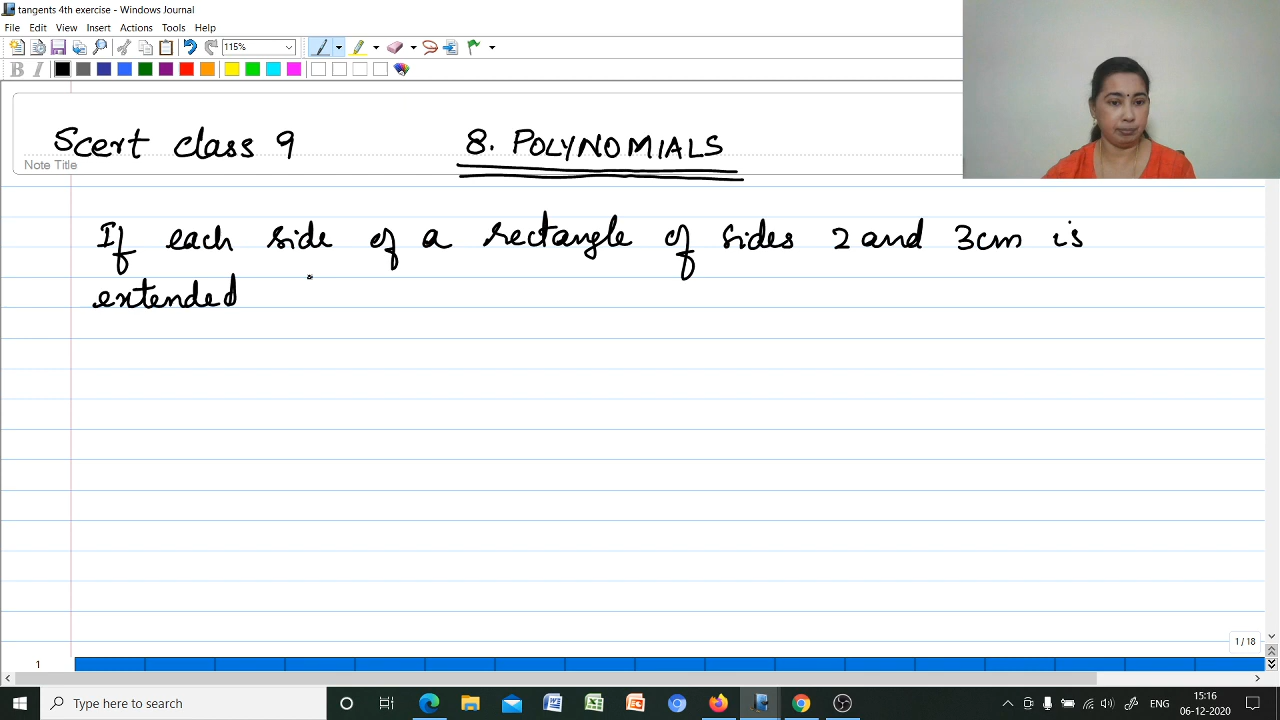 tangents 4th exercise - Windows Journal
File Edit View Insert Actions Tools Help
115%
B I
Scert class 9 8. POLYNOMIALS
Note Title
If each side of a rectangle of sides 2 and 3cm is
extended
1 / 18
1
Type here to search
ENG
15:16
06-12-2020